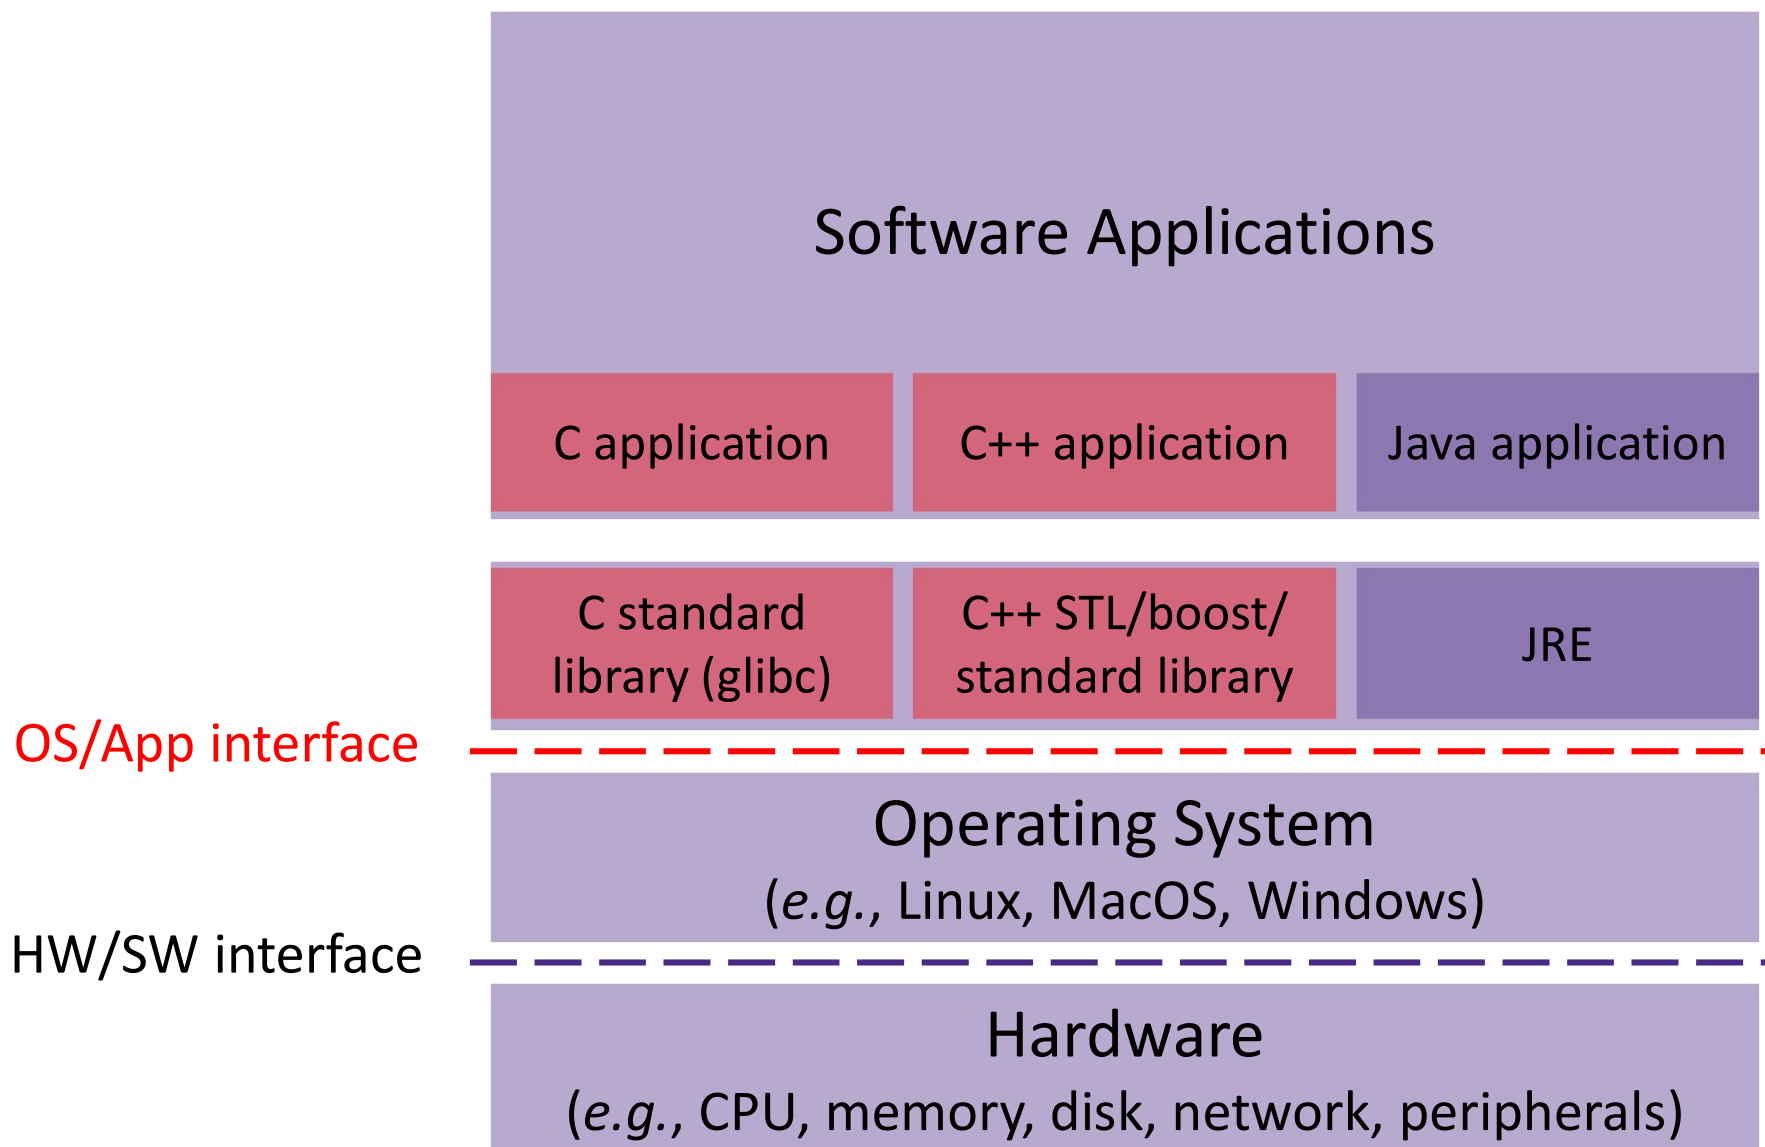 Software Applications
C application
C++ application
Java application
C standard
library (glibc)
C++ STL/boost/
standard library
JRE
OS/App interface
Operating System
(e.g., Linux, MacOS, Windows)
HW/SW interface
Hardware
(e.g., CPU, memory, disk, network, peripherals)